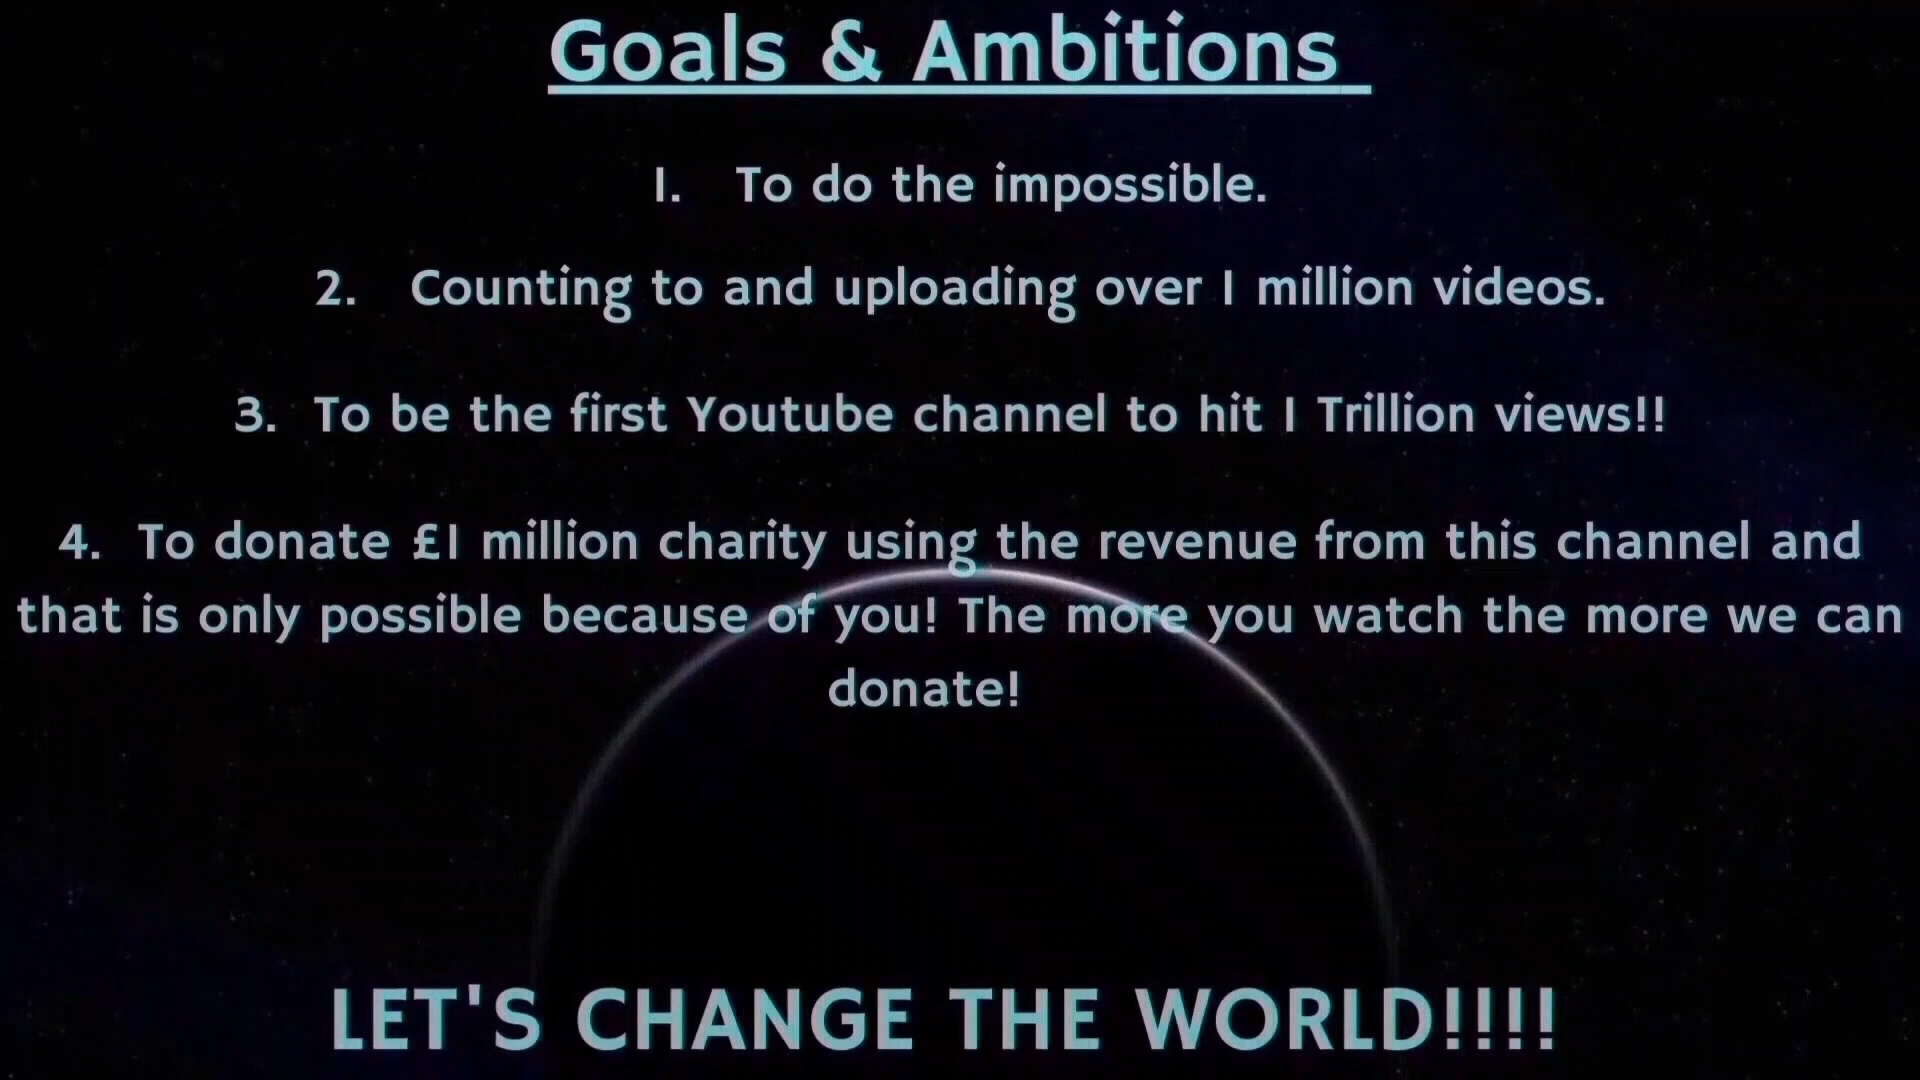 Goals & Ambitions
1. To do the impossible.
2. Counting to and uploading over 1 million videos.
3. To be the first Youtube channel to hit 1 Trillion views!!
4. To donate £1 million charity using the revenue from this channel and
that is only possible because of you! The more you watch the more we can
donate!
LET'S CHANGE THE WORLD!!!!